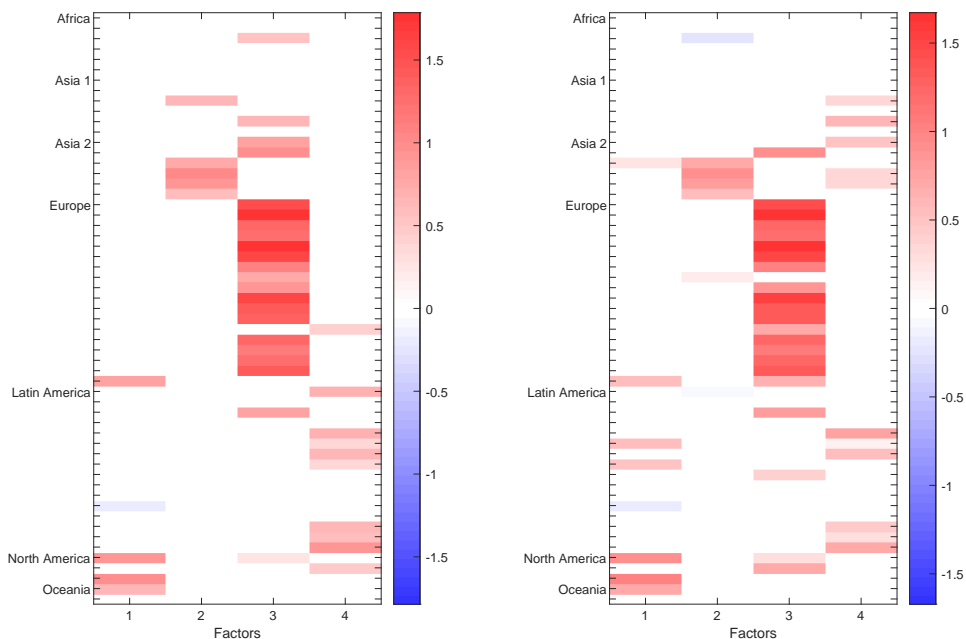 Africa
Asia 1
Asia 2
Europe
Latin America
North America
Oceania
1 2 3 4
Factors
1.5
1
0.5
0
-0.5
-1
-1.5
Africa
Asia 1
Asia 2
Europe
Latin America
North America
Oceania
1 2 3 4
Factors
1.5
1
0.5
0
-0.5
-1
-1.5